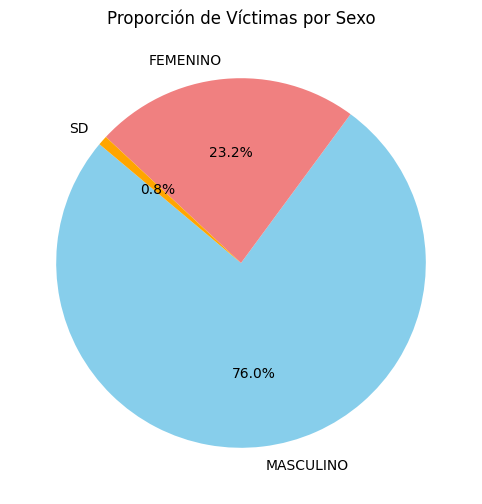 Proporción de Víctimas por Sexo
FEMENINO
SD
23.2%
0.8%
76.0%
MASCULINO